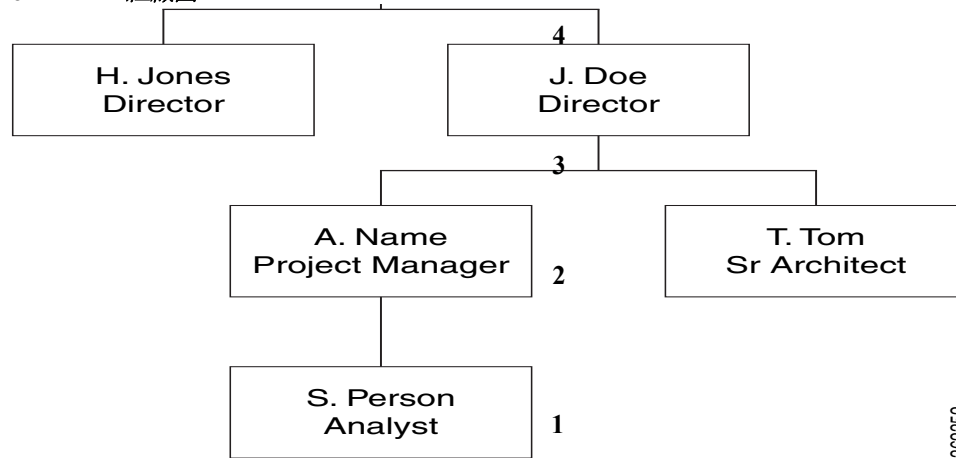 4
H. Jones
Director
J. Doe
Director
3
A. Name
Project Manager
T. Tom
Sr Architect
2
S. Person
Analyst
1